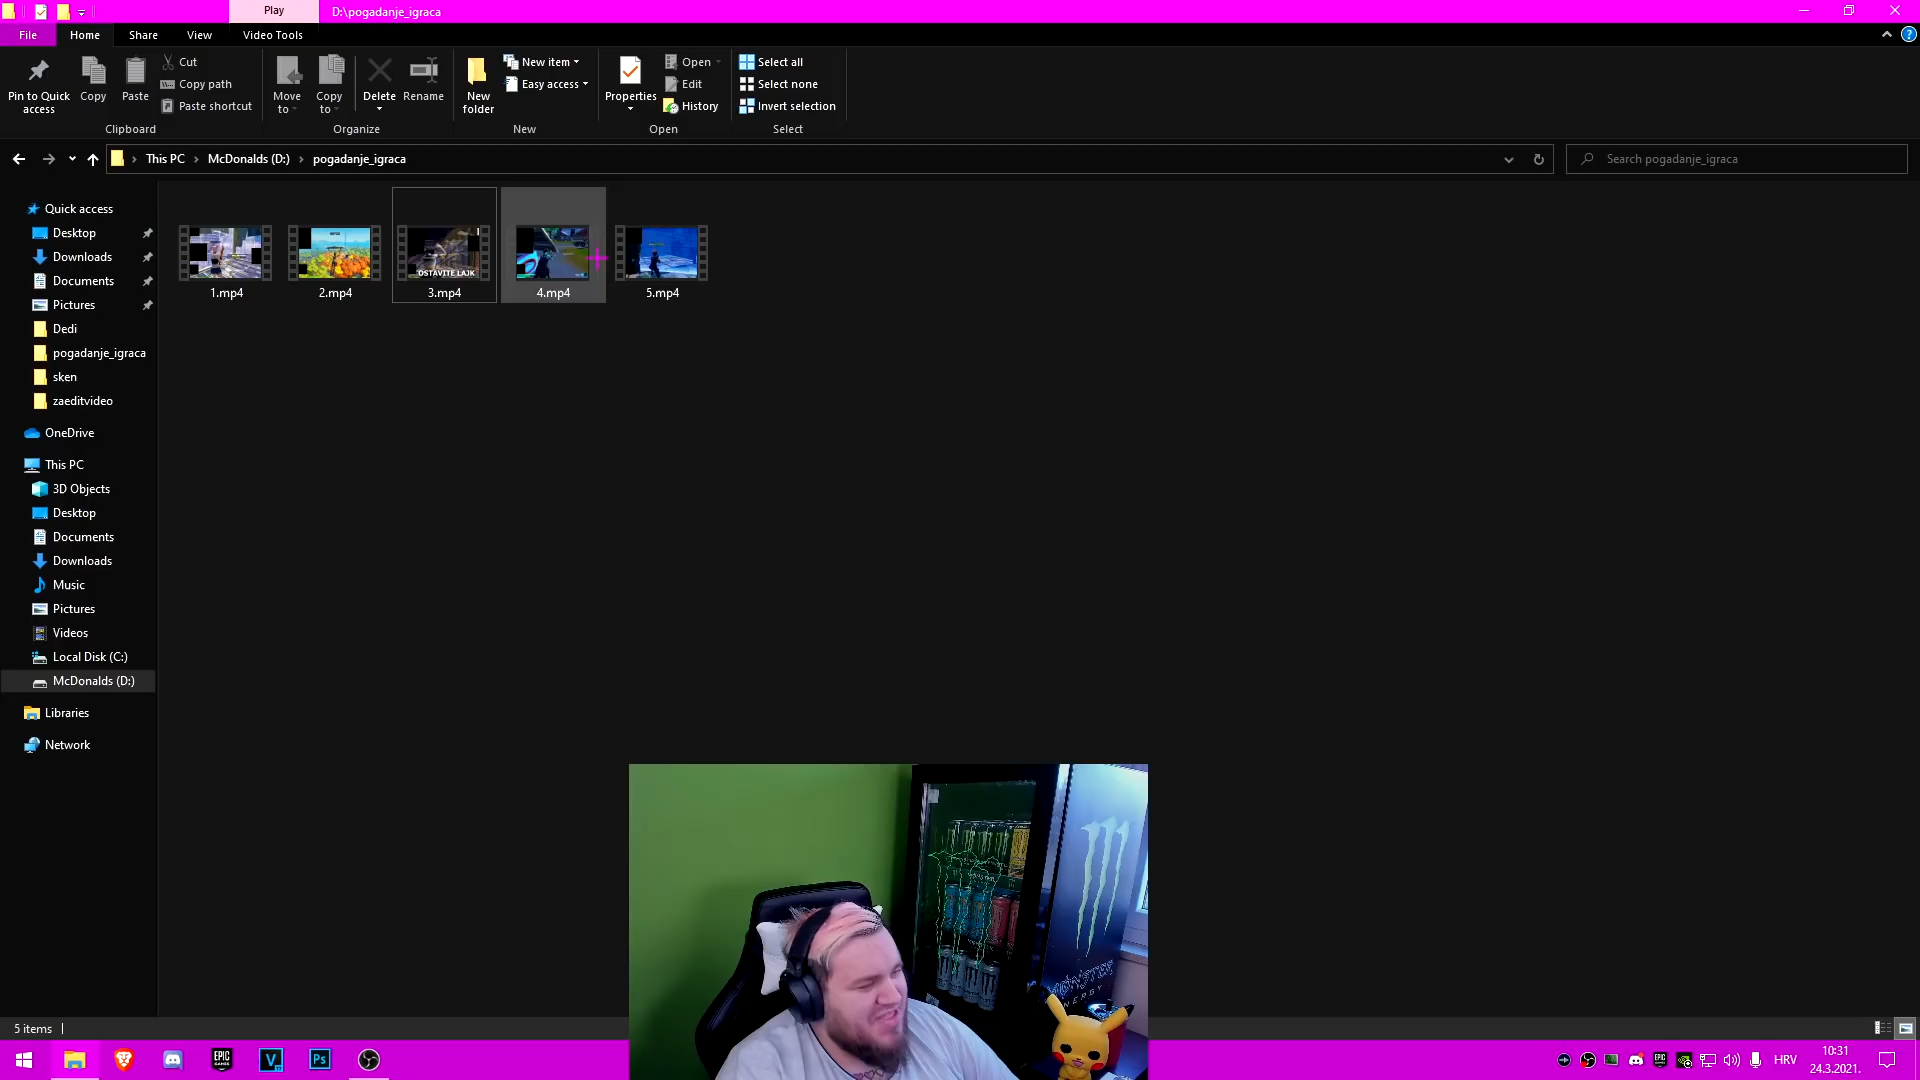 Play
D:\pogadanje_igraca
File
Home
Share
View
Video Tools
Pin to Quick access
Copy
Paste
Cut
Copy path
Paste shortcut
Clipboard
Move to
Copy to
Delete
Rename
Organize
New folder
New item
Easy access
New
Properties
Open
Edit
History
Open
Select all
Select none
Invert selection
Select
This PC
McDonalds (D:)
pogadanje_igraca
Search pogadanje_igraca
Quick access
Desktop
Downloads
Documents
Pictures
Dedi
pogadanje_igraca
sken
zaeditvideo
OneDrive
This PC
3D Objects
Desktop
Documents
Downloads
Music
Pictures
Videos
Local Disk (C:)
McDonalds (D:)
Libraries
Network
OSTAVITE LAJK
1.mp4
2.mp4
3.mp4
4.mp4
5.mp4
MONSTER
ENERGY
5 items
EPIC
GAMES
V
Ps
HRV
10:31
24.3.2021.